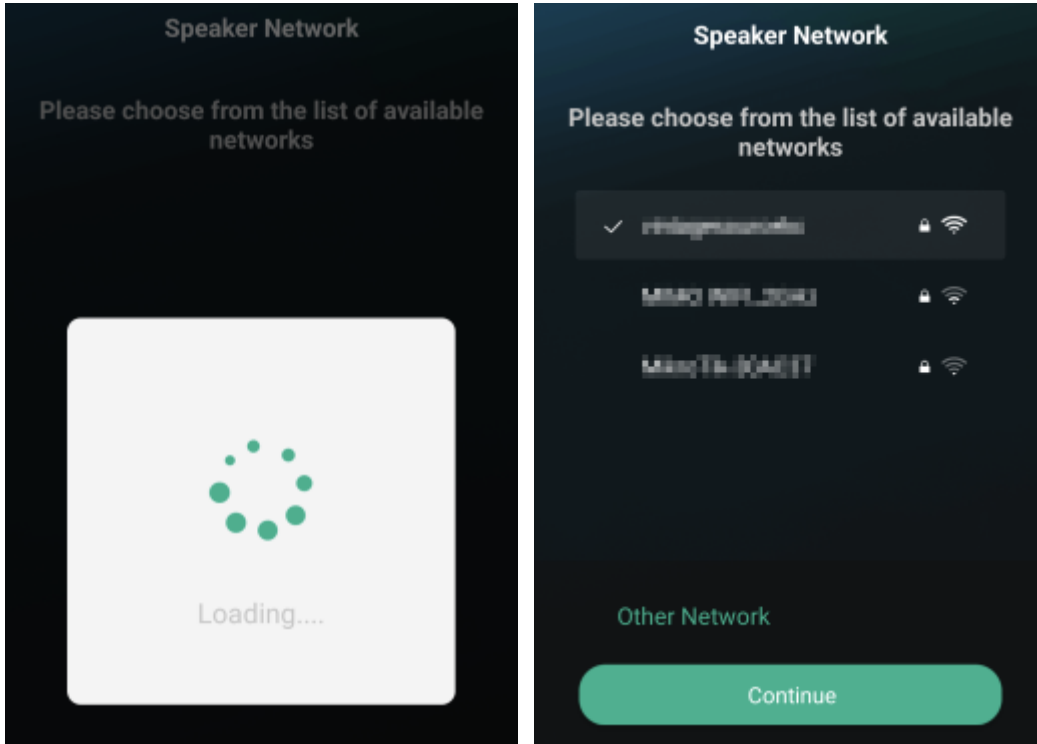 Speaker Network
Please choose from the list of available
networks
Loading....
Speaker Network
Please choose from the list of available
networks
Other Network
Continue